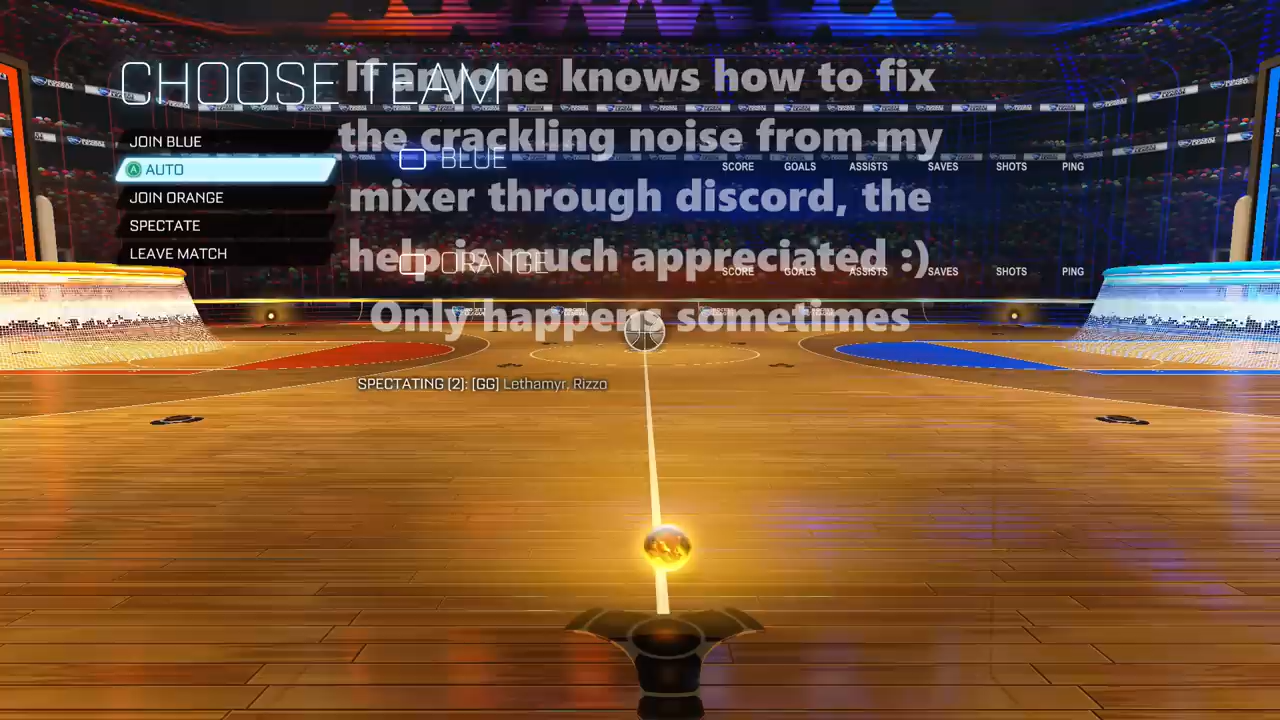 CHOOSE TEAM
If anyone knows how to fix
the crackling noise from my
mixer through discord, the
help is much appreciated :)
Only happens sometimes
JOIN BLUE
AUTO
JOIN ORANGE
SPECTATE
LEAVE MATCH
BLUE SCORE GOALS ASSISTS SAVES SHOTS PING
ORANGE SCORE GOALS ASSISTS SAVES SHOTS PING
SPECTATING (2): [GG] Lethamyr, Rizzo